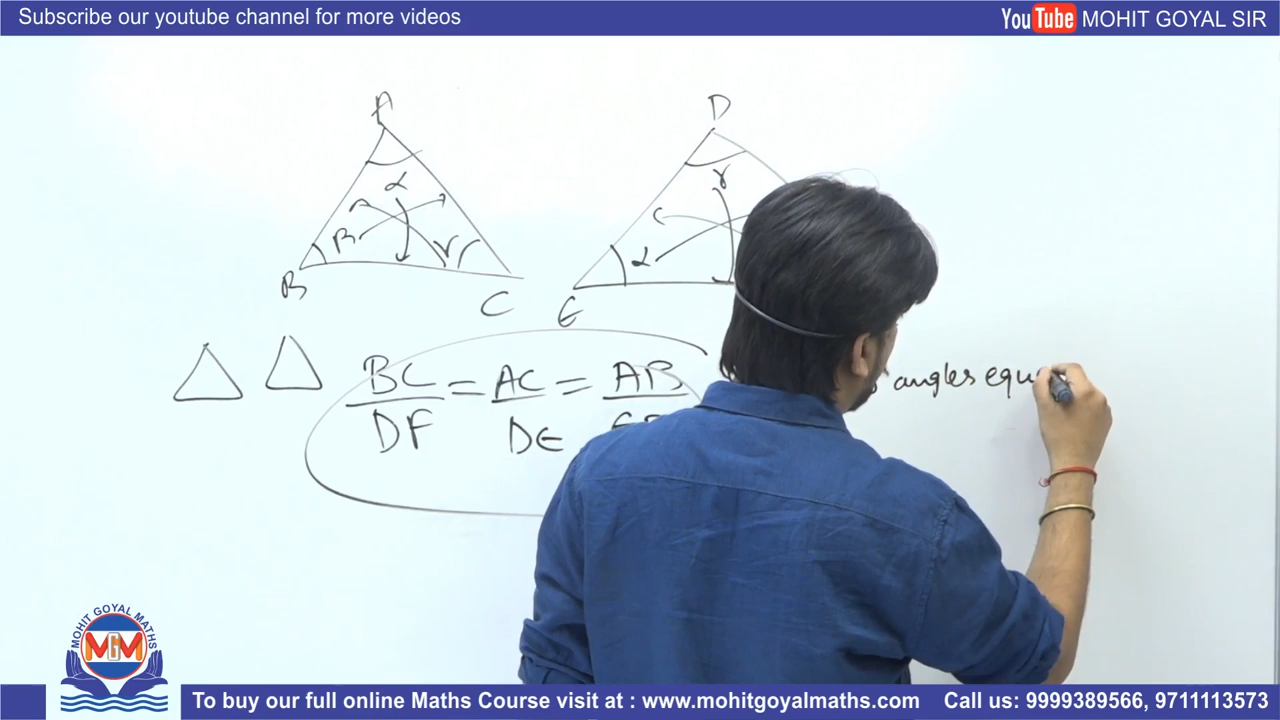 Subscribe our youtube channel for more videos
YouTube MOHIT GOYAL SIR
A
D
α
γ
β
γ
α
B
C
E
BC/DF = AC/DE = AB
angles equ
MOHIT GOYAL MATHS
MGM
To buy our full online Maths Course visit at : www.mohitgoyalmaths.com Call us: 9999389566, 9711113573